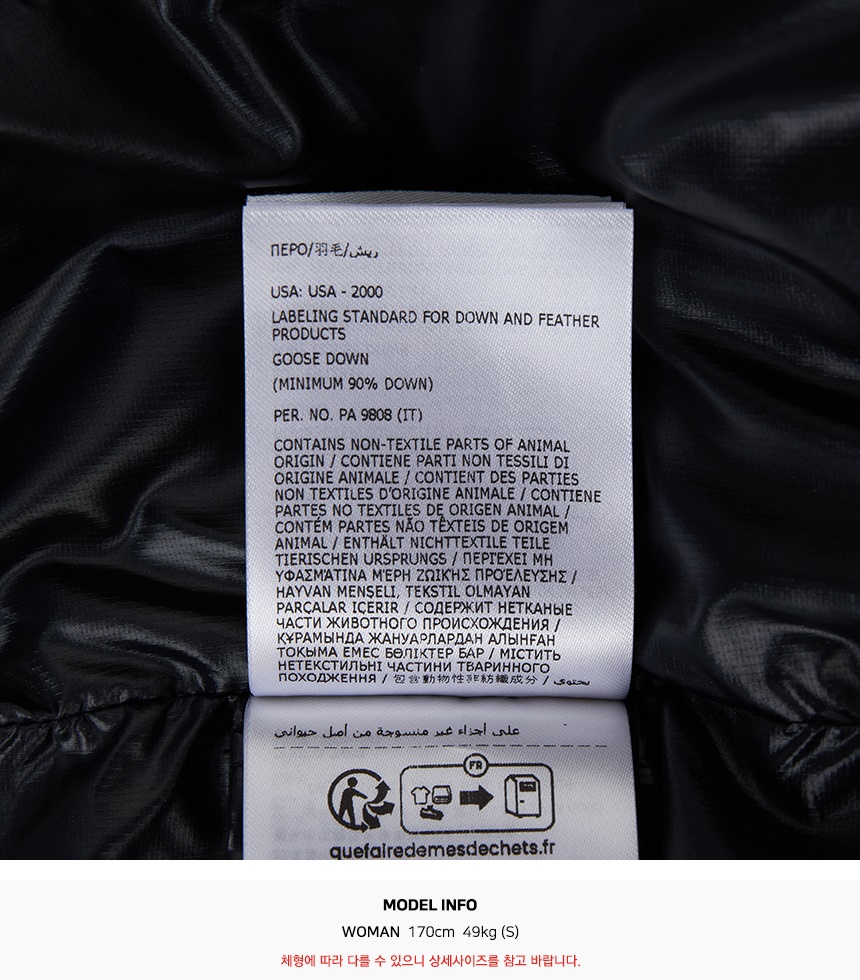 ПЕРО/羽毛/ريش
USA: USA - 2000
LABELING STANDARD FOR DOWN AND FEATHER
PRODUCTS
GOOSE DOWN
(MINIMUM 90% DOWN)
PER. NO. PA 9808 (IT)
CONTAINS NON-TEXTILE PARTS OF ANIMAL
ORIGIN / CONTIENE PARTI NON TESSILI DI
ORIGINE ANIMALE / CONTIENT DES PARTIES
NON TEXTILES D'ORIGINE ANIMALE / CONTIENE
PARTES NO TEXTILES DE ORIGEN ANIMAL /
CONTÉM PARTES NÃO TÊXTEIS DE ORIGEM
ANIMAL / ENTHÄLT NICHTTEXTILE TEILE
TIERISCHEN URSPRUNGS / ΠΕΡΙΈΧΕΙ ΜΗ
ΥΦΑΣΜΆΤΙΝΑ ΜΈΡΗ ΖΩΙΚΉΣ ΠΡΟΈΛΕΥΣΗΣ /
HAYVAN MENŞELİ, TEKSTİL OLMAYAN
PARÇALAR İÇERİR / СОДЕРЖИТ НЕТКАНЫЕ
ЧАСТИ ЖИВОТНОГО ПРОИСХОЖДЕНИЯ /
ҚҰРАМЫНДА ЖАНУАРЛАРДАН АЛЫНҒАН
ТОҚЫМА ЕМЕС БӨЛІКТЕР БАР / МІСТИТЬ
НЕТЕКСТИЛЬНІ ЧАСТИНИ ТВАРИННОГО
ПОХОДЖЕННЯ / 包含動物性非紡織成分 / يحتوي
على أجزاء غير منسوجة من أصل حيواني
FR
quefairedemesdechets.fr
MODEL INFO
WOMAN 170cm 49kg (S)
체형에 따라 다를 수 있으니 상세사이즈를 참고 바랍니다.